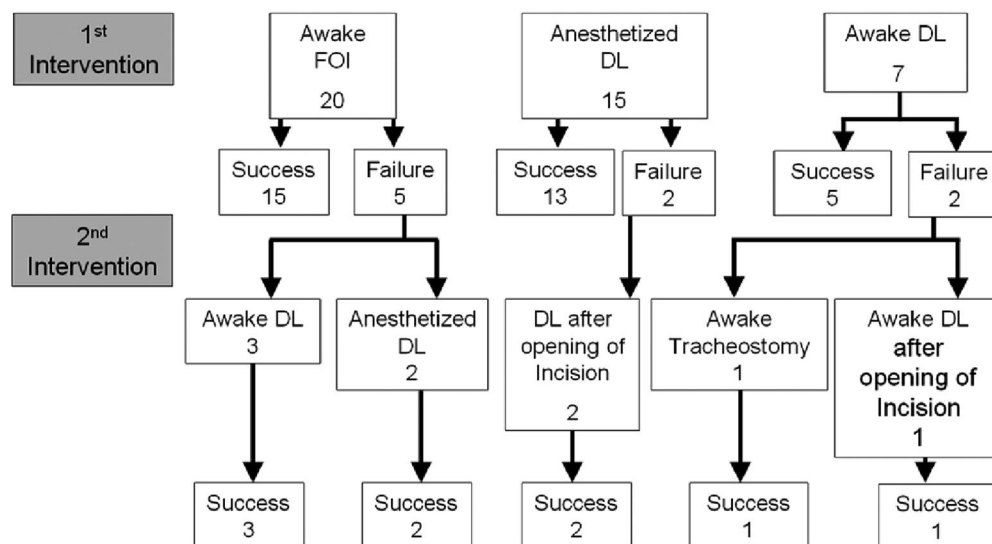 1st
Intervention
Awake
FOI
20
Anesthetized
DL
15
Awake DL
7
Success
15
Failure
5
Success
13
Failure
2
Success
5
Failure
2
2nd
Intervention
Awake DL
3
Anesthetized
DL
2
DL after
opening of
Incision
2
Awake
Tracheostomy
1
Awake DL
after
opening of
Incision
1
Success
3
Success
2
Success
2
Success
1
Success
1